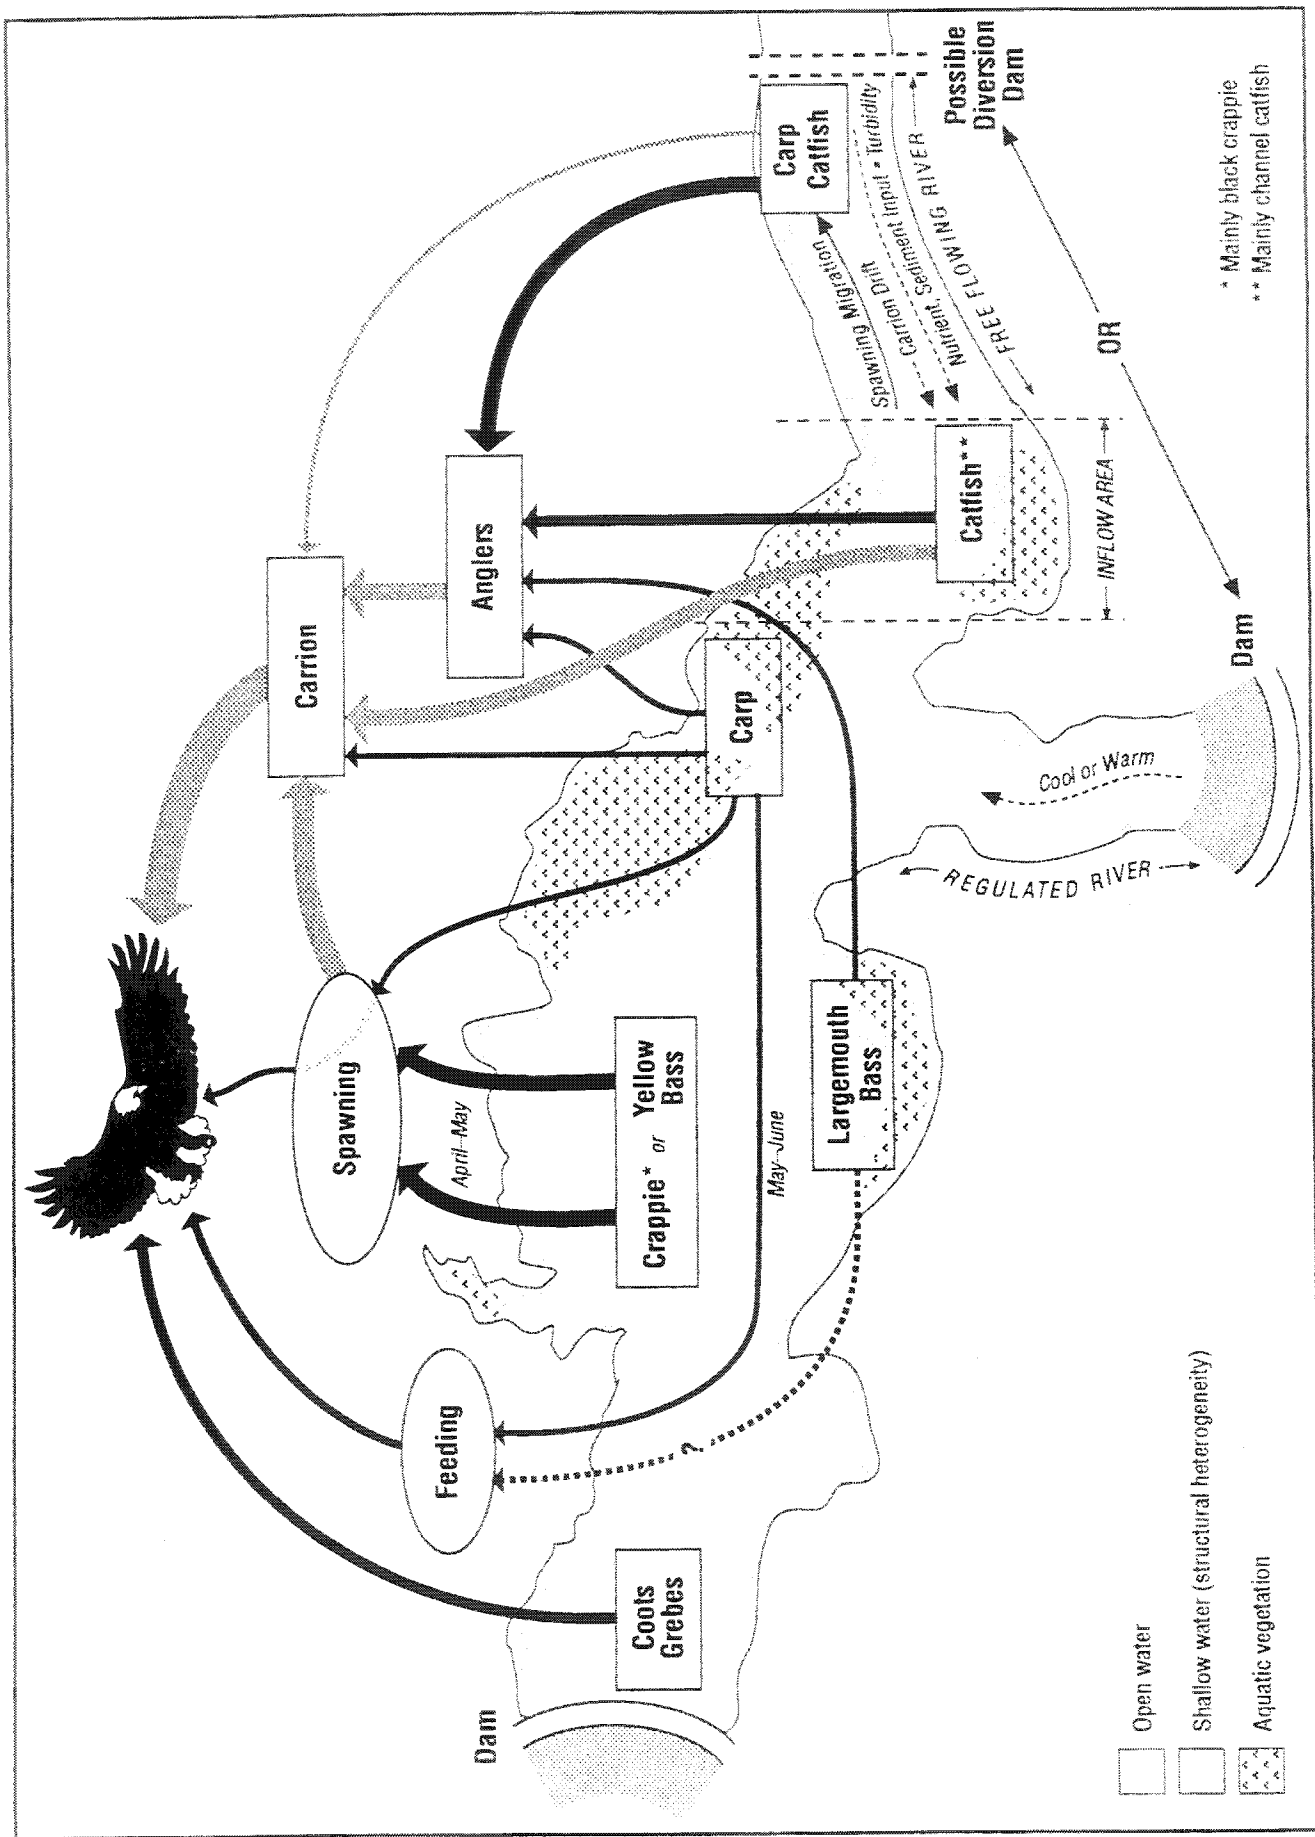 Carrion
Anglers
Spawning
Feeding
April–May
Coots
Grebes
Crappie* or Yellow
Bass
Carp
May–June
Largemouth
Bass
Catfish**
Carp
Catfish
Spawning Migration
Carrion Drift
Nutrient, Sediment Input = Turbidity
FREE FLOWING RIVER
INFLOW AREA
Possible
Diversion
Dam
OR
Dam
Cool or Warm
REGULATED RIVER
Dam
?
Open water
Shallow water (structural heterogeneity)
Aquatic vegetation
* Mainly black crappie
** Mainly channel catfish